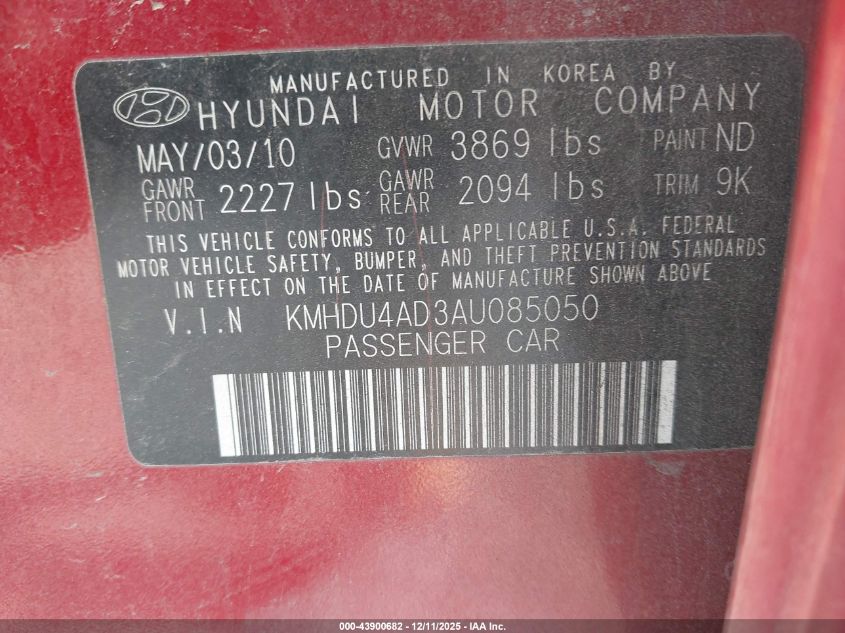 MANUFACTURED IN KOREA BY
HYUNDAI MOTOR COMPANY
MAY/03/10 GVWR 3869 lbs PAINT ND
GAWR FRONT 2227 lbs GAWR REAR 2094 lbs TRIM 9K
THIS VEHICLE CONFORMS TO ALL APPLICABLE U.S.A. FEDERAL
MOTOR VEHICLE SAFETY, BUMPER, AND THEFT PREVENTION STANDARDS
IN EFFECT ON THE DATE OF MANUFACTURE SHOWN ABOVE
V.I.N KMHDU4AD3AU085050
PASSENGER CAR
000-43900682 - 12/11/2025 - IAA Inc.